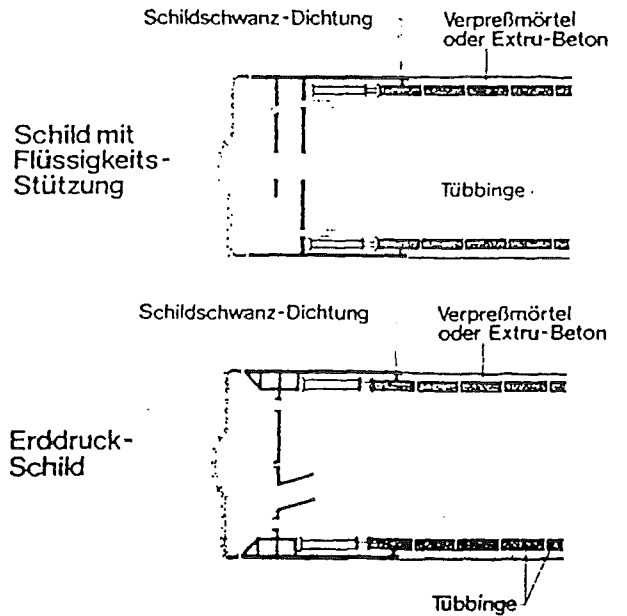 Schildschwanz-Dichtung
Verpreßmörtel
oder Extru-Beton
Schild mit
Flüssigkeits-
Stützung
Tübbinge
Schildschwanz-Dichtung
Verpreßmörtel
oder Extru-Beton
Erddruck-
Schild
Tübbinge